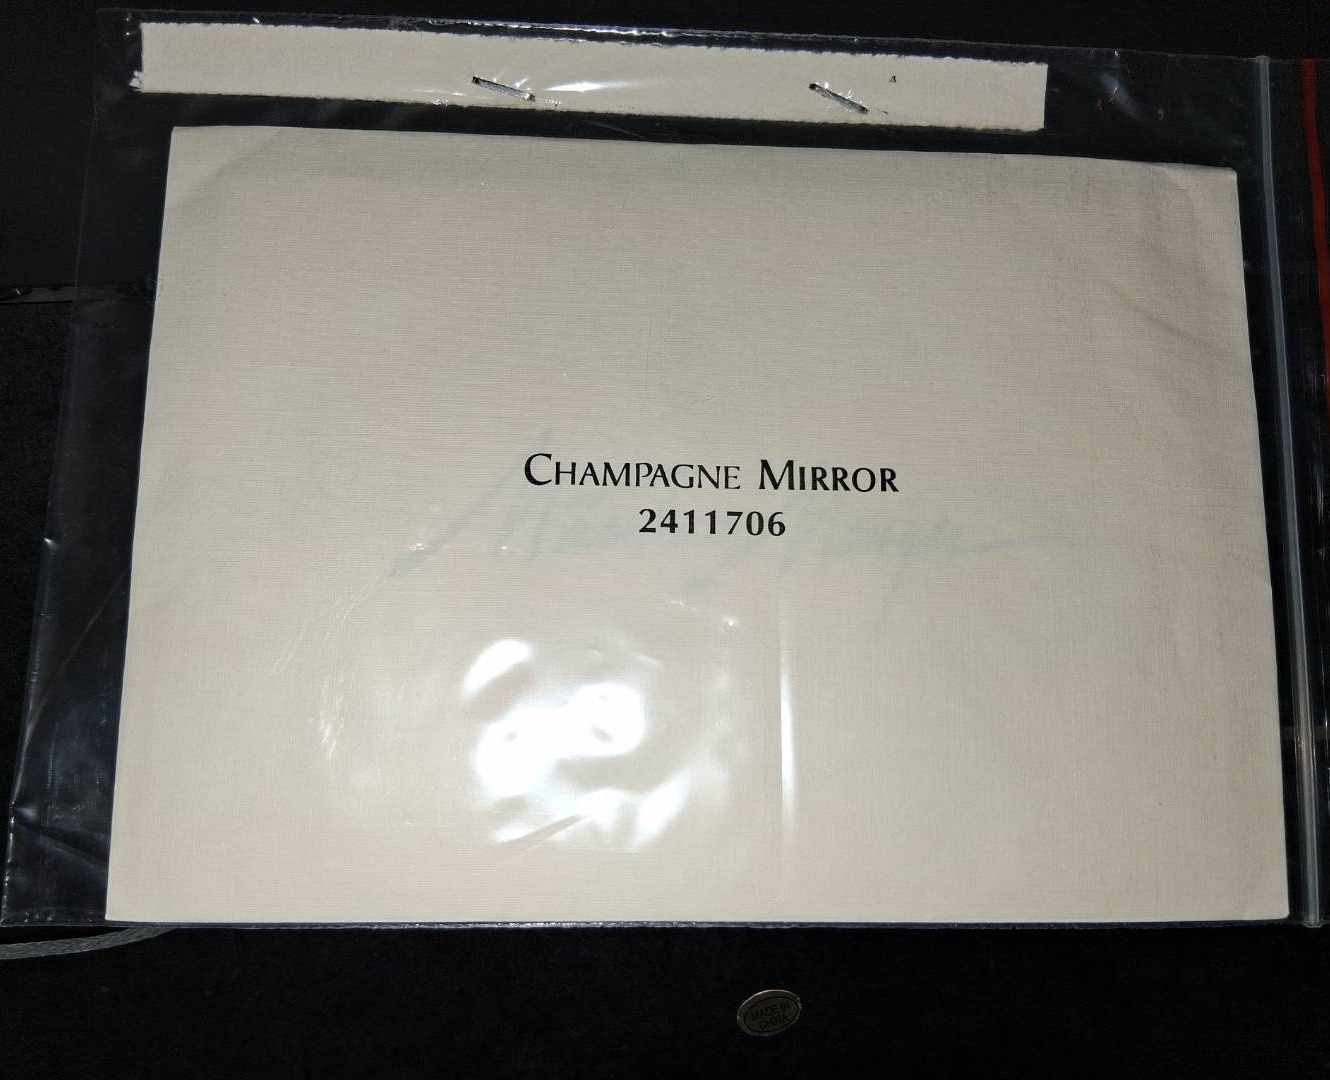 CHAMPAGNE MIRROR
2411706
MADE IN
CHINA